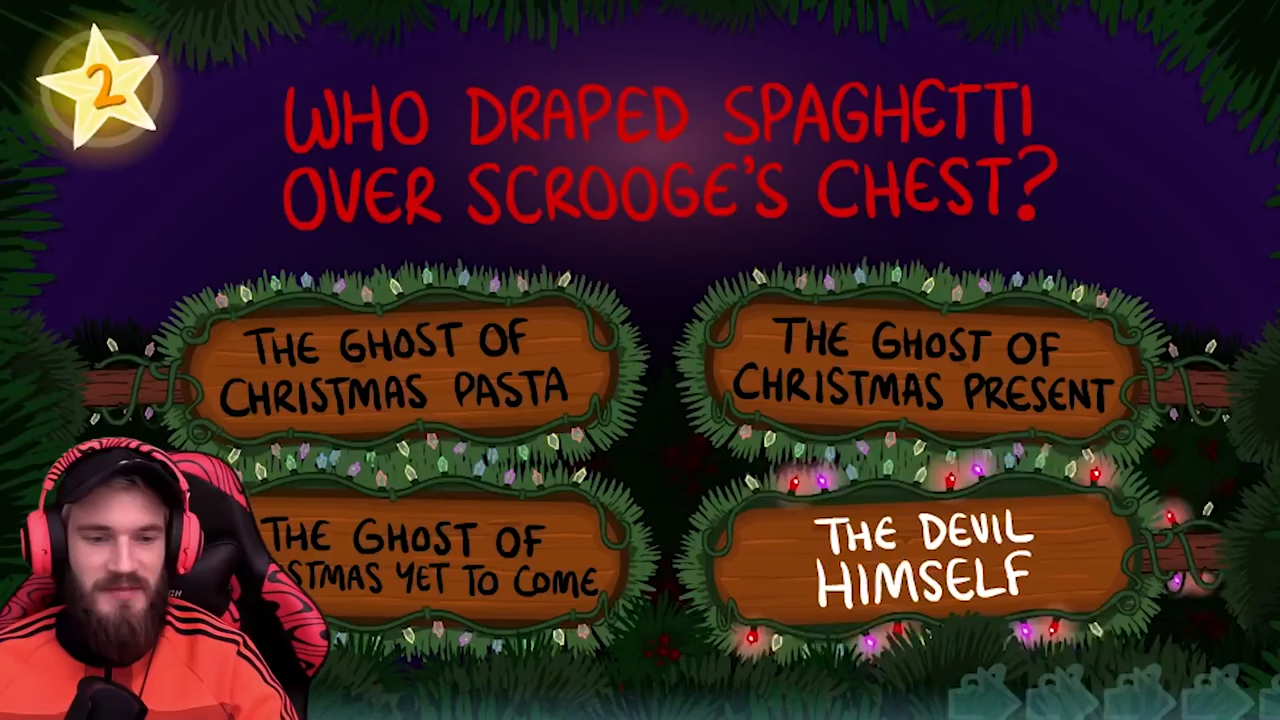 2
WHO DRAPED SPAGHETTI
OVER SCROOGE'S CHEST?
THE GHOST OF
CHRISTMAS PASTA
THE GHOST OF
CHRISTMAS PRESENT
THE GHOST OF
YET TO COME
THE DEVIL
HIMSELF